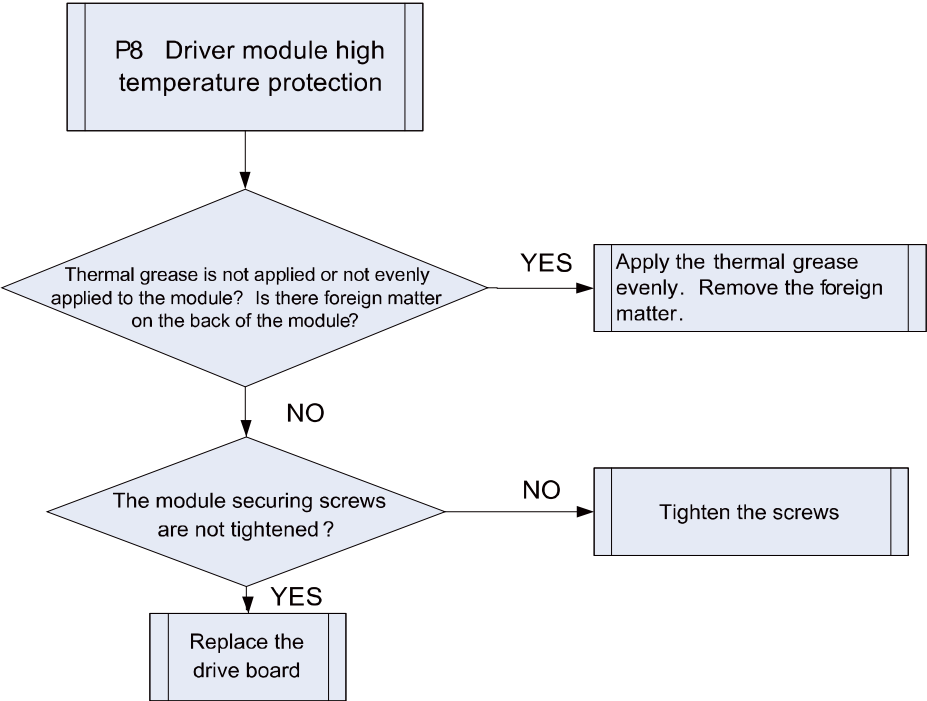 P8 Driver module high
temperature protection
Thermal grease is not applied or not evenly
applied to the module? Is there foreign matter
on the back of the module?
YES
Apply the thermal grease
evenly. Remove the foreign
matter.
NO
The module securing screws
are not tightened?
NO
Tighten the screws
YES
Replace the
drive board